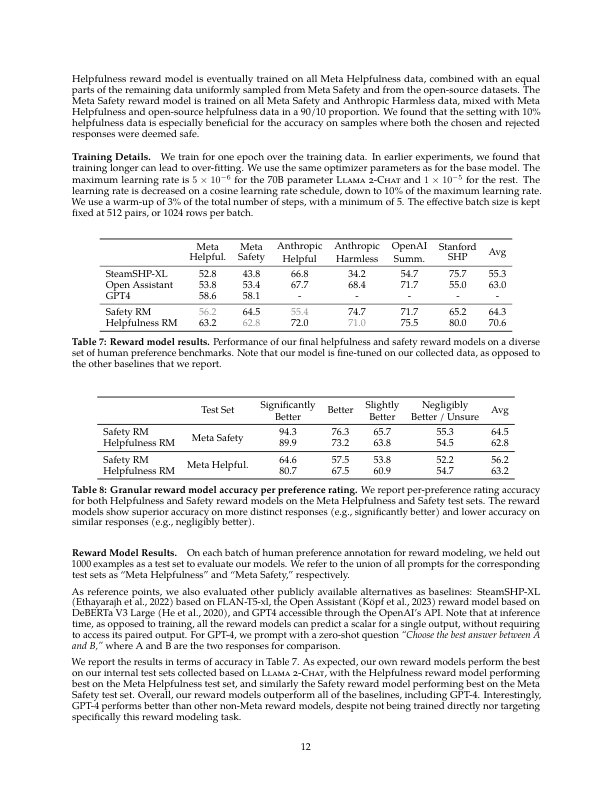 Helpfulness reward model is eventually trained on all Meta Helpfulness data, combined with an equal
parts of the remaining data uniformly sampled from Meta Safety and from the open-source datasets. The
Meta Safety reward model is trained on all Meta Safety and Anthropic Harmless data, mixed with Meta
Helpfulness and open-source helpfulness data in a 90/10 proportion. We found that the setting with 10%
helpfulness data is especially beneficial for the accuracy on samples where both the chosen and rejected
responses were deemed safe.
Training Details. We train for one epoch over the training data. In earlier experiments, we found that
training longer can lead to over-fitting. We use the same optimizer parameters as for the base model. The
maximum learning rate is 5 × 10⁻⁶ for the 70B parameter Llama 2-Chat and 1 × 10⁻⁵ for the rest. The
learning rate is decreased on a cosine learning rate schedule, down to 10% of the maximum learning rate.
We use a warm-up of 3% of the total number of steps, with a minimum of 5. The effective batch size is kept
fixed at 512 pairs, or 1024 rows per batch.
Meta Helpful. Meta Safety Anthropic Helpful Anthropic Harmless OpenAI Summ. Stanford SHP Avg
SteamSHP-XL 52.8 43.8 66.8 34.2 54.7 75.7 55.3
Open Assistant 53.8 53.4 67.7 68.4 71.7 55.0 63.0
GPT4 58.6 58.1 - - - - -
Safety RM 56.2 64.5 55.4 74.7 71.7 65.2 64.3
Helpfulness RM 63.2 62.8 72.0 71.0 75.5 80.0 70.6
Table 7: Reward model results. Performance of our final helpfulness and safety reward models on a diverse
set of human preference benchmarks. Note that our model is fine-tuned on our collected data, as opposed to
the other baselines that we report.
Test Set Significantly Better Better Slightly Better Negligibly Better / Unsure Avg
Safety RM Meta Safety 94.3 76.3 65.7 55.3 64.5
Helpfulness RM 89.9 73.2 63.8 54.5 62.8
Safety RM Meta Helpful. 64.6 57.5 53.8 52.2 56.2
Helpfulness RM 80.7 67.5 60.9 54.7 63.2
Table 8: Granular reward model accuracy per preference rating. We report per-preference rating accuracy
for both Helpfulness and Safety reward models on the Meta Helpfulness and Safety test sets. The reward
models show superior accuracy on more distinct responses (e.g., significantly better) and lower accuracy on
similar responses (e.g., negligibly better).
Reward Model Results. On each batch of human preference annotation for reward modeling, we held out
1000 examples as a test set to evaluate our models. We refer to the union of all prompts for the corresponding
test sets as “Meta Helpfulness” and “Meta Safety,” respectively.
As reference points, we also evaluated other publicly available alternatives as baselines: SteamSHP-XL
(Ethayarajh et al., 2022) based on FLAN-T5-xl, the Open Assistant (Köpf et al., 2023) reward model based on
DeBERTa V3 Large (He et al., 2020), and GPT4 accessible through the OpenAI’s API. Note that at inference
time, as opposed to training, all the reward models can predict a scalar for a single output, without requiring
to access its paired output. For GPT-4, we prompt with a zero-shot question “Choose the best answer between A
and B,” where A and B are the two responses for comparison.
We report the results in terms of accuracy in Table 7. As expected, our own reward models perform the best
on our internal test sets collected based on Llama 2-Chat, with the Helpfulness reward model performing
best on the Meta Helpfulness test set, and similarly the Safety reward model performing best on the Meta
Safety test set. Overall, our reward models outperform all of the baselines, including GPT-4. Interestingly,
GPT-4 performs better than other non-Meta reward models, despite not being trained directly nor targeting
specifically this reward modeling task.
12